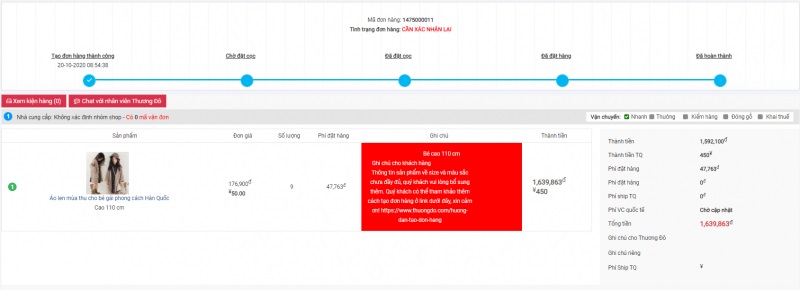 Mã đơn hàng: 1475000011
Tình trạng đơn hàng: CẦN XÁC NHẬN LẠI
Tạo đơn hàng thành công
Chờ đặt cọc
Đã đặt cọc
Đã đặt hàng
Đã hoàn thành
20-10-2020 08:54:38
Xem kiện hàng (0)
Chat với nhân viên Thương Đô
1 Nhà cung cấp: Không xác định nhóm shop - Có 0 mã vận đơn
Vận chuyển: Nhanh Thường Kiểm hàng Đóng gỗ Khai thuế
Sản phẩm
Đơn giá
Số lượng
Phí đặt hàng
Ghi chú
Thành tiền
1
Áo len mùa thu cho bé gái phong cách Hàn Quốc
Cao 110 cm
176,900đ
¥50.00
9
47,763đ
Bé cao 110 cm
Ghi chú cho khách hàng
Thông tin sản phẩm về size và màu sắc
chưa đầy đủ, quý khách vui lòng bổ sung
thêm. Quý khách có thể tham khảo thêm
cách tạo đơn hàng ở link dưới đây, xin cảm
ơn! https://www.thuongdo.com/huong-
dan-tao-don-hang
1,639,863đ
¥450
Thành tiền 1,592,100đ
Thành tiền TQ 450¥
Phí đặt hàng 47,763đ
Phí đặt hàng 0đ
Phí ship TQ 0đ
Phí VC quốc tế Chờ cập nhật
Tổng tiền 1,639,863đ
Ghi chú cho Thương Đô
Ghi chú riêng
Phí Ship TQ ¥